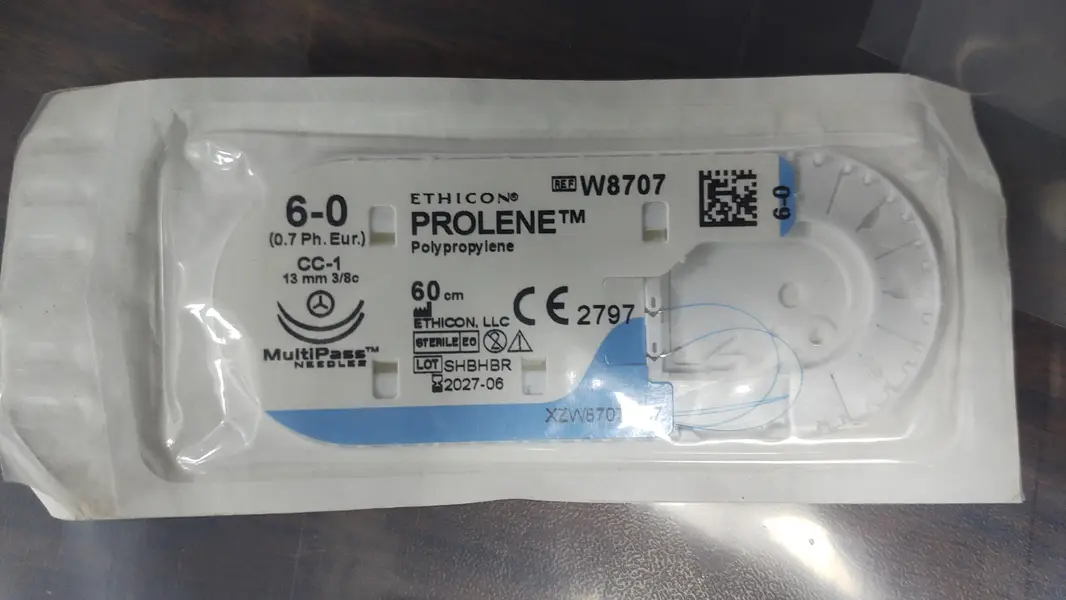 6-0
(0.7 Ph. Eur.)
CC-1
13 mm 3/8c
MultiPass™
NEEDLES
ETHICON®
PROLENE™
Polypropylene
REF W8707
60 cm
ETHICON, LLC
CE 2797
STERILE EO
LOT SHBHBR
2027-06
6-0